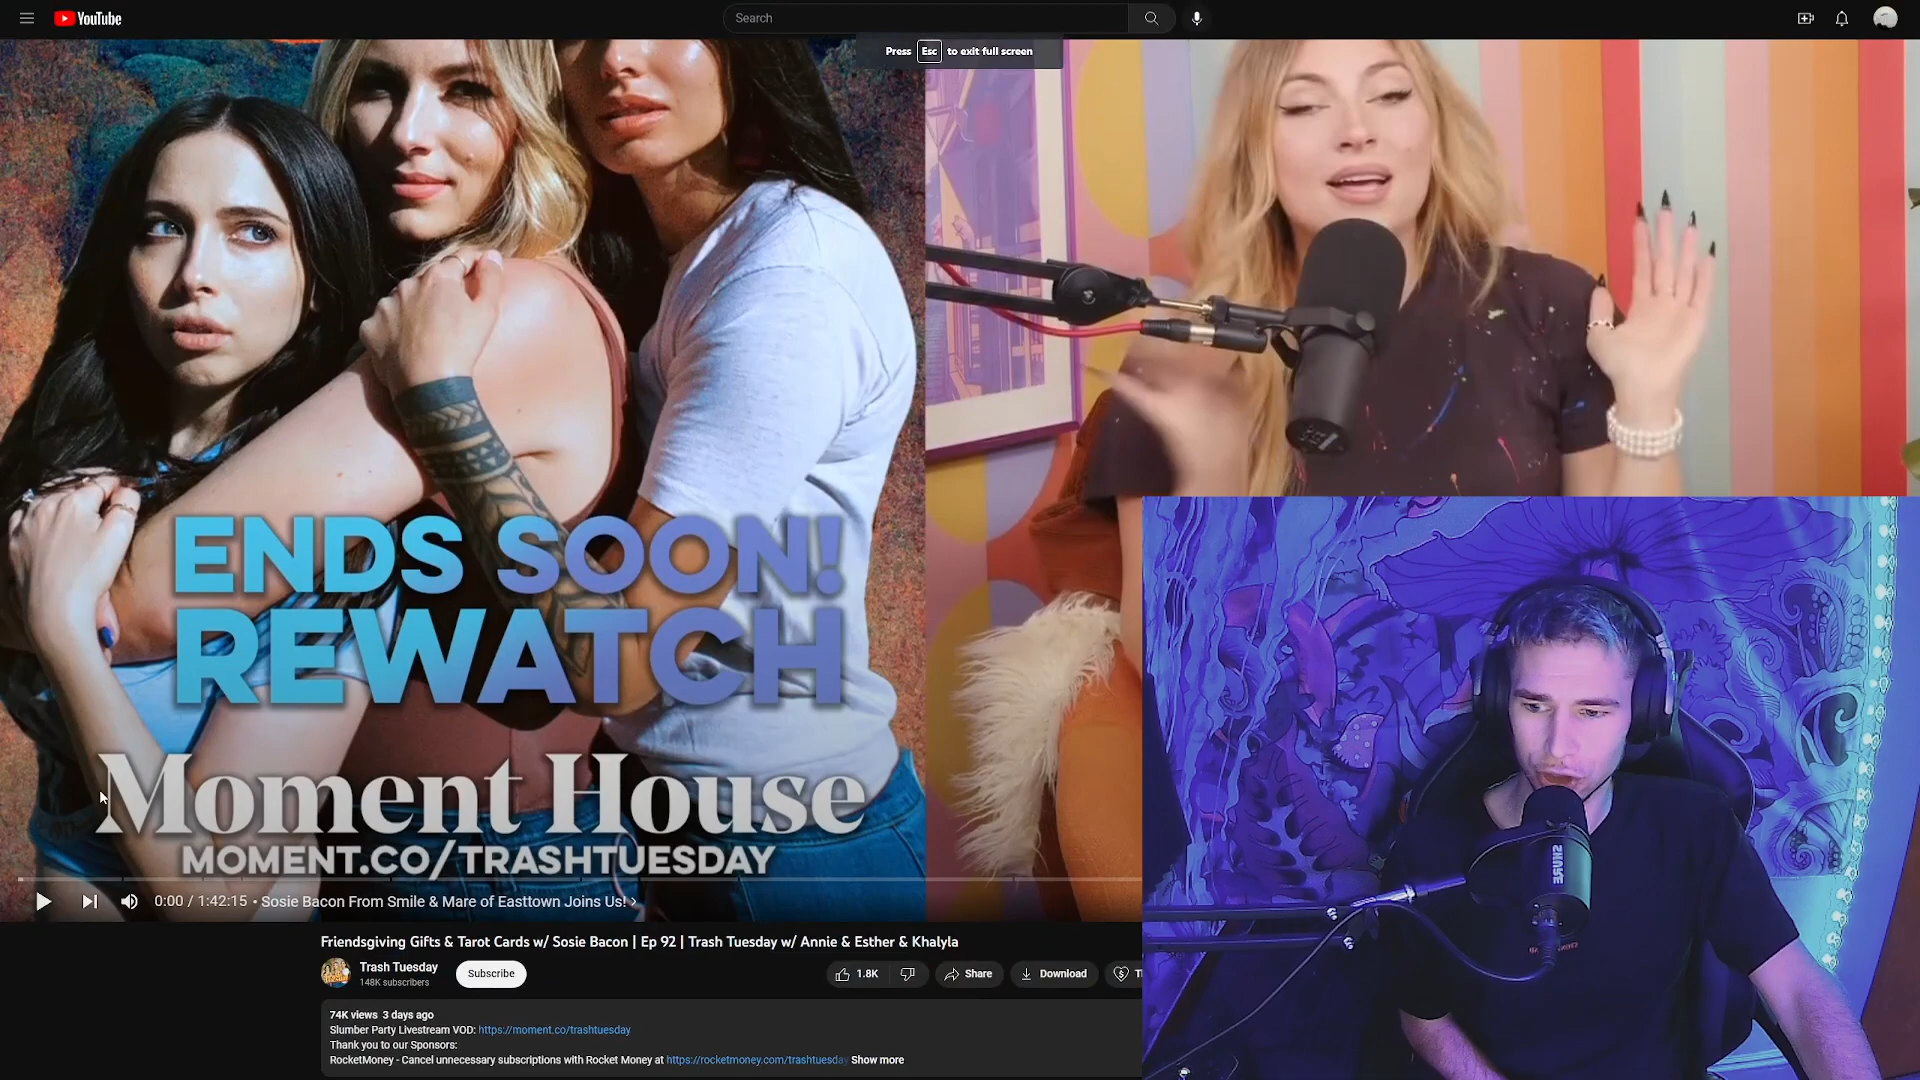 YouTube
Search
Press Esc to exit full screen
ENDS SOON!
REWATCH
Moment House
MOMENT.CO/TRASHTUESDAY
0:00 / 1:42:15 • Sosie Bacon From Smile & Mare of Easttown Joins Us! ›
Friendsgiving Gifts & Tarot Cards w/ Sosie Bacon | Ep 92 | Trash Tuesday w/ Annie & Esther & Khalyla
Trash Tuesday
148K subscribers
Subscribe
1.8K
Share
Download
74K views 3 days ago
Slumber Party Livestream VOD: https://moment.co/trashtuesday
Thank you to our Sponsors:
RocketMoney - Cancel unnecessary subscriptions with Rocket Money at https://rocketmoney.com/trashtuesday Show more
SHURE